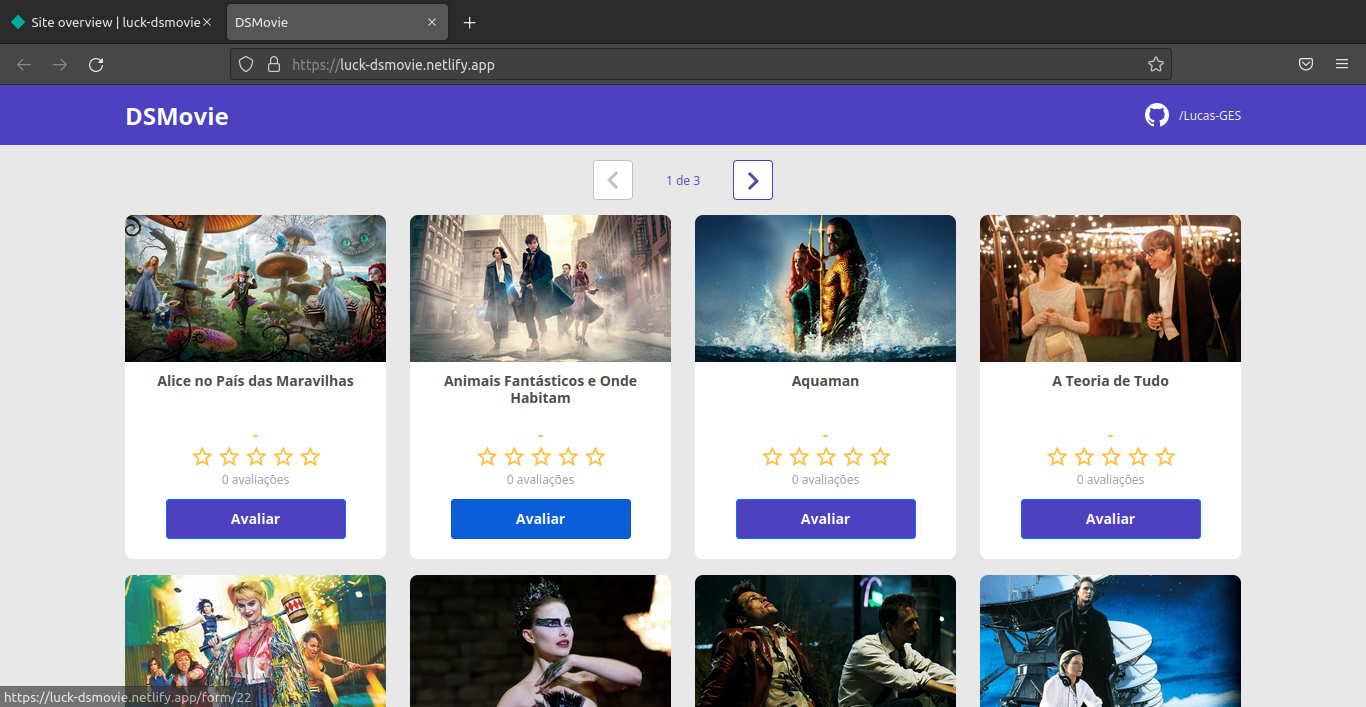 Site overview | luck-dsmovie
DSMovie
https://luck-dsmovie.netlify.app
DSMovie
/Lucas-GES
1 de 3
Alice no País das Maravilhas
-
0 avaliações
Avaliar
Animais Fantásticos e Onde
Habitam
-
0 avaliações
Avaliar
Aquaman
-
0 avaliações
Avaliar
A Teoria de Tudo
-
0 avaliações
Avaliar
https://luck-dsmovie.netlify.app/form/22